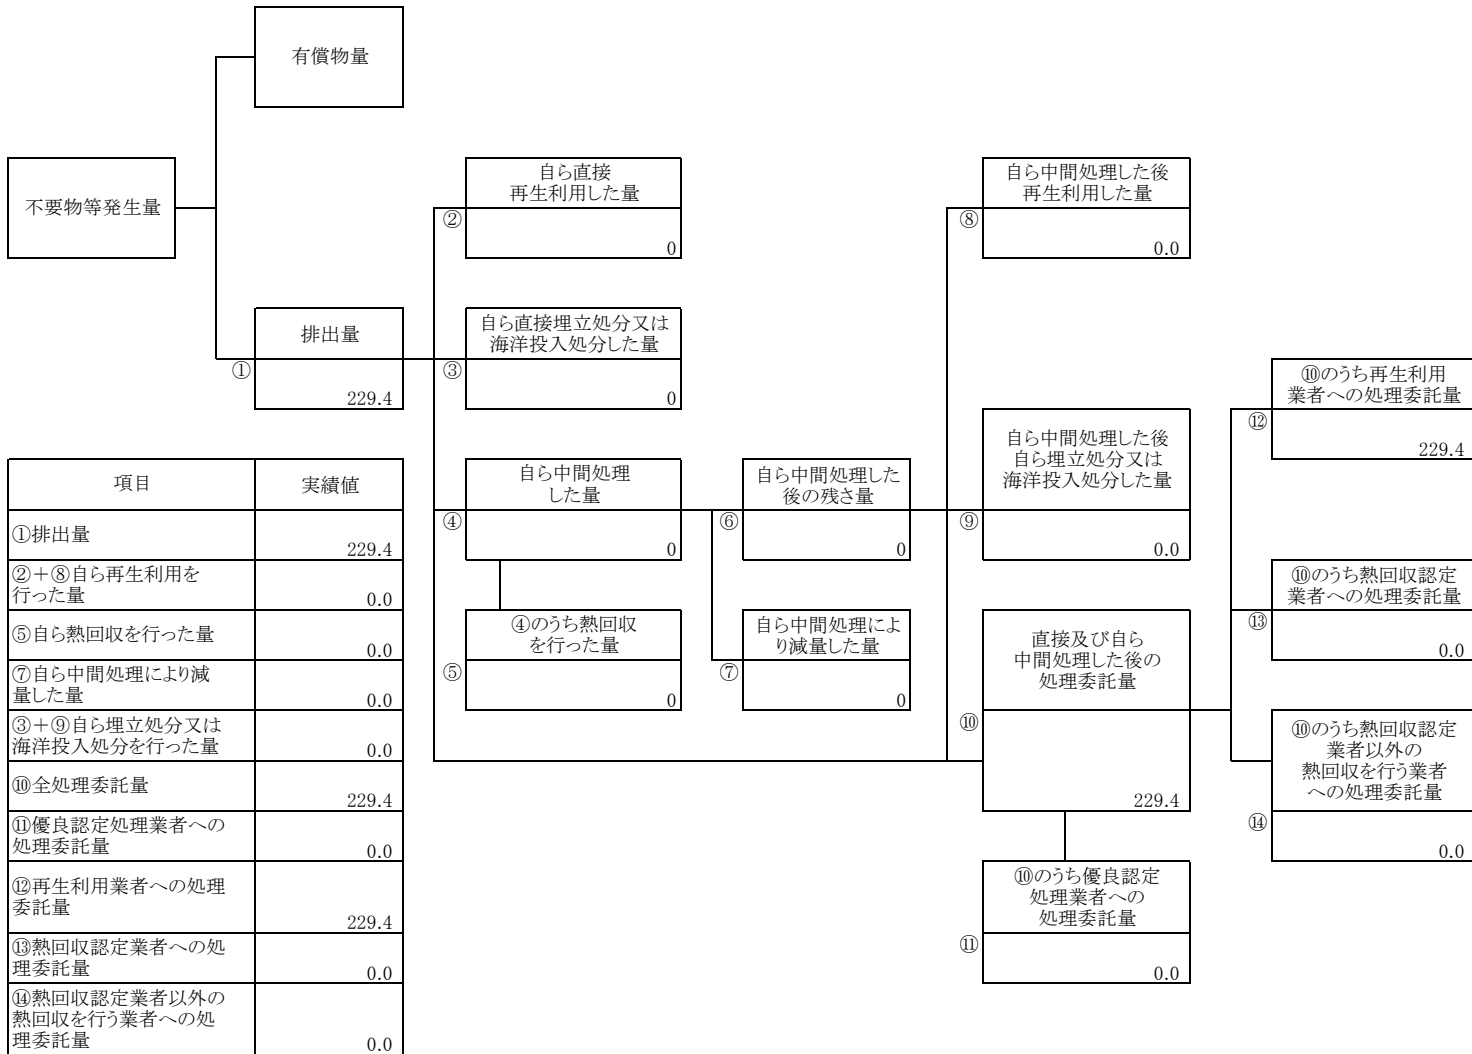 有償物量
不要物等発生量
自ら直接
再生利用した量
②
0
自ら中間処理した後
再生利用した量
⑧
0.0
排出量
①
229.4
自ら直接埋立処分又は
海洋投入処分した量
③
0
⑩のうち再生利用
業者への処理委託量
⑫
229.4
自ら中間処理
した量
④
0
自ら中間処理した
後の残さ量
⑥
0
自ら中間処理した後
自ら埋立処分又は
海洋投入処分した量
⑨
0.0
⑩のうち熱回収認定
業者への処理委託量
⑬
0.0
④のうち熱回収
を行った量
⑤
0
自ら中間処理によ
り減量した量
⑦
0
直接及び自ら
中間処理した後の
処理委託量
⑩
229.4
⑩のうち熱回収認定
業者以外の
熱回収を行う業者
への処理委託量
⑭
0.0
⑩のうち優良認定
処理業者への
処理委託量
⑪
0.0
項目 実績値
①排出量
229.4
②+⑧自ら再生利用を
行った量
0.0
⑤自ら熱回収を行った量
0.0
⑦自ら中間処理により減
量した量
0.0
③+⑨自ら埋立処分又は
海洋投入処分を行った量
0.0
⑩全処理委託量
229.4
⑪優良認定処理業者への
処理委託量
0.0
⑫再生利用業者への処理
委託量
229.4
⑬熱回収認定業者への処
理委託量
0.0
⑭熱回収認定業者以外の
熱回収を行う業者への処
理委託量
0.0